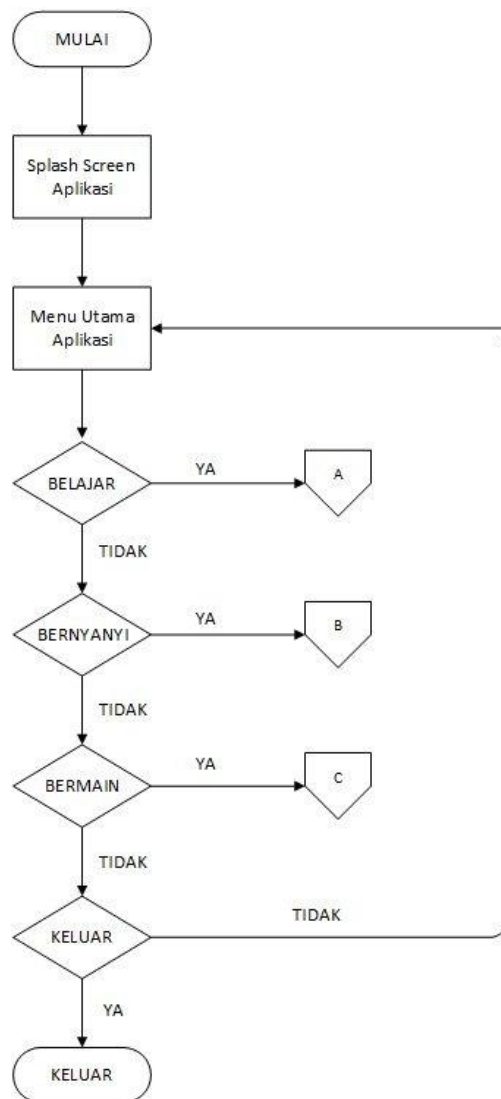 MULAI
Splash Screen
Aplikasi
Menu Utama
Aplikasi
BELAJAR
YA
A
TIDAK
BERNYANYI
YA
B
TIDAK
BERMAIN
YA
C
TIDAK
KELUAR
TIDAK
YA
KELUAR